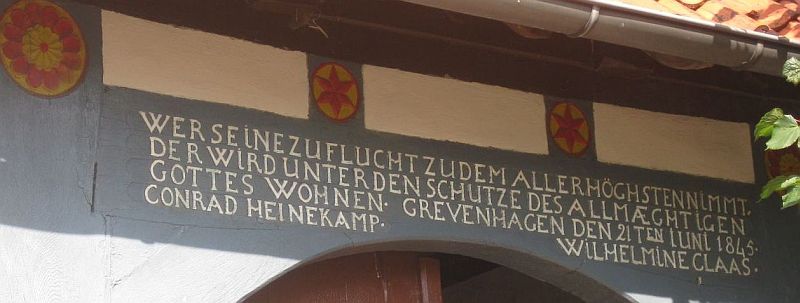 WER SEINE ZUFLUCHT ZU DEM ALLERHÖCHSTEN NIMMT.
DER WIRD UNTER DEN SCHUTZE DES ALLMÆCHTIGEN
GOTTES WOHNEN. GREVENHAGEN DEN 21TEN IUNI 1845.
CONRAD HEINEKAMP. WILHELMINE CLAAS.